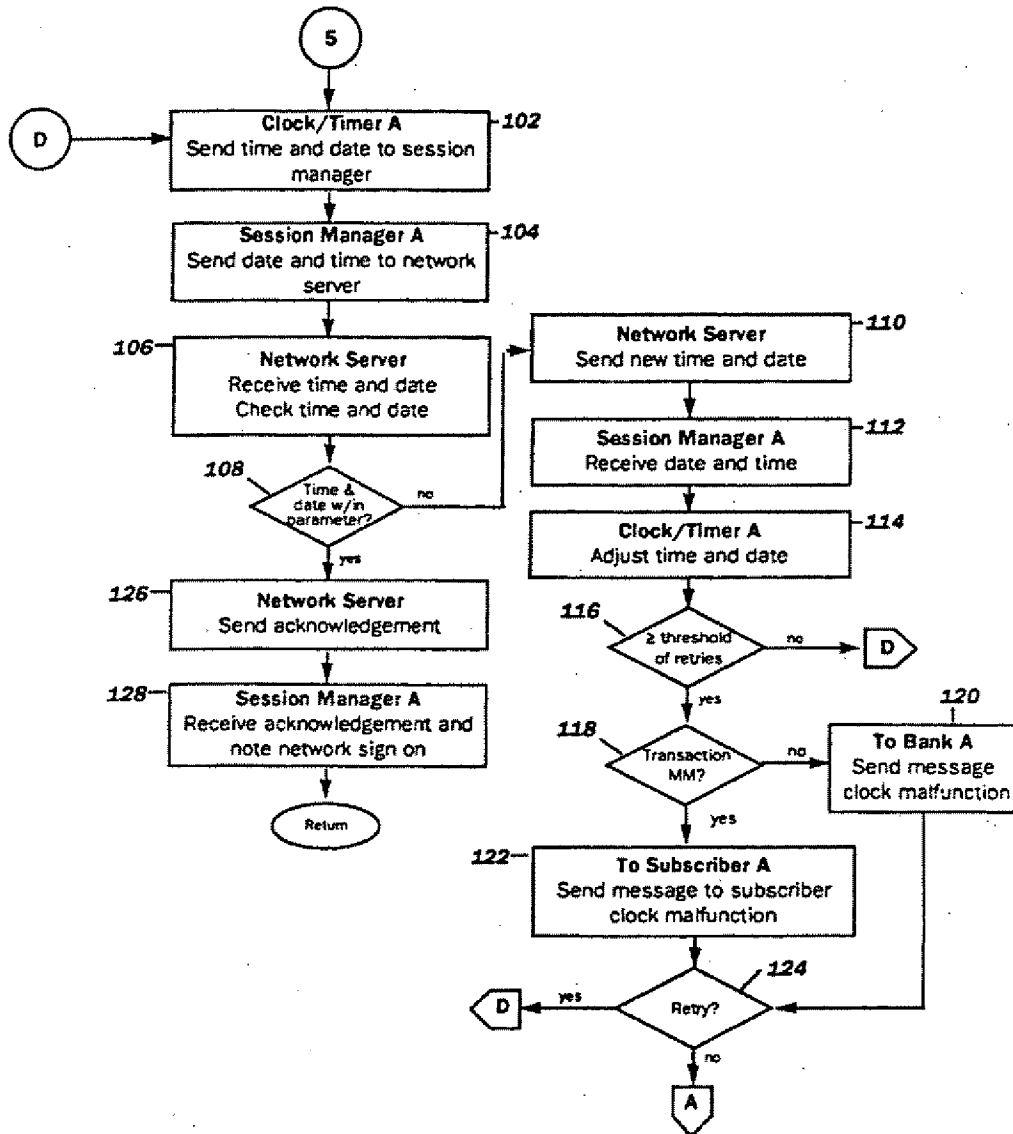 5
D
Clock/Timer A
Send time and date to session
manager
102
Session Manager A
Send date and time to network
server
104
106
Network Server
Receive time and date
Check time and date
108
Time &
date w/in
parameter?
no
yes
126
Network Server
Send acknowledgement
128
Session Manager A
Receive acknowledgement and
note network sign on
Return
Network Server
Send new time and date
110
Session Manager A
Receive date and time
112
Clock/Timer A
Adjust time and date
114
116
≥ threshold
of retries
no
D
yes
118
Transaction
MM?
no
120
To Bank A
Send message
clock malfunction
yes
122
To Subscriber A
Send message to subscriber
clock malfunction
124
Retry?
yes
D
no
A